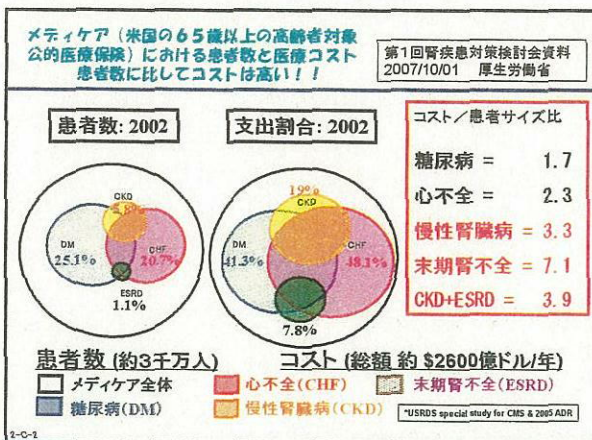 メディケア（米国の６５歳以上の高齢者対象
公的医療保険）における患者数と医療コスト
患者数に比してコストは高い！！
第1回腎疾患対策検討会資料
2007/10/01 厚生労働省
患者数: 2002
支出割合: 2002
コスト／患者サイズ比
糖尿病 = 1.7
心不全 = 2.3
慢性腎臓病 = 3.3
末期腎不全 = 7.1
CKD+ESRD = 3.9
CKD
5.8%
DM
25.1%
CHF
20.7%
ESRD
1.1%
19%
CKD
DM
41.3%
CHF
48.1%
7.8%
患者数 (約3千万人)
コスト (総額 約 $2600億ドル/年)
メディケア全体
心不全(CHF)
末期腎不全(ESRD)
糖尿病(DM)
慢性腎臓病(CKD)
*USRDS special study for CMS & 2005 ADR
2-C-2